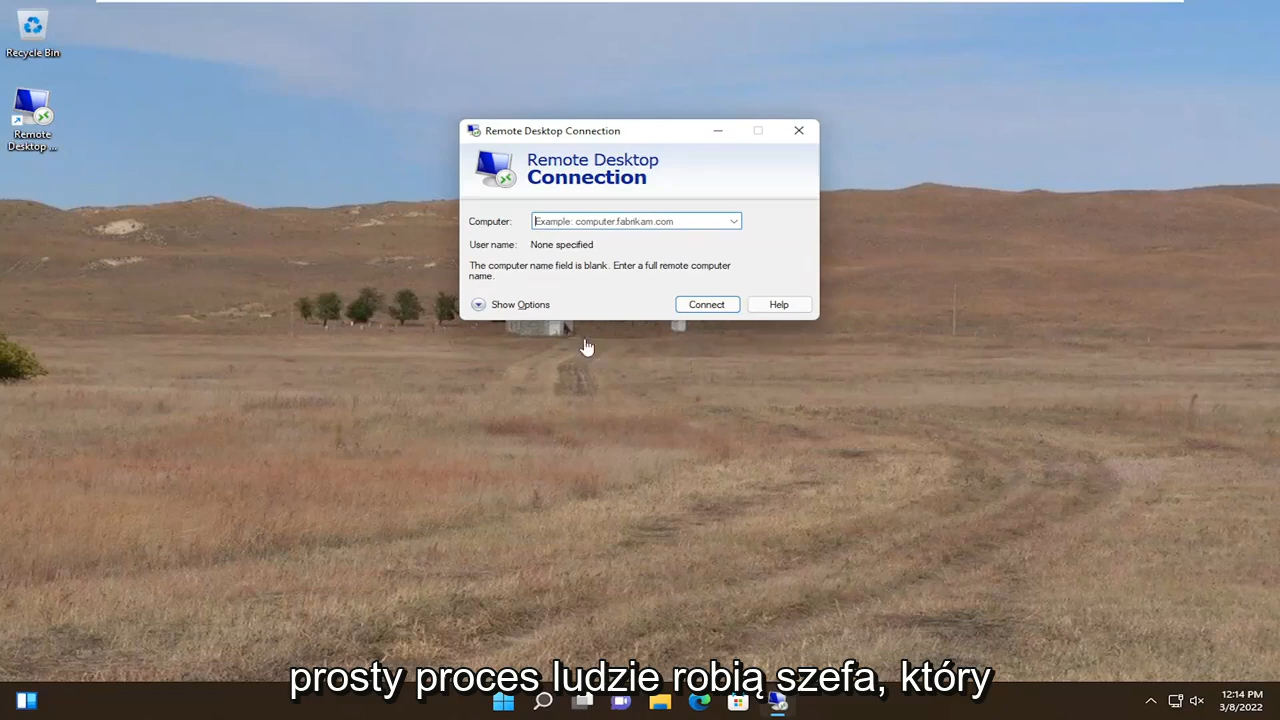 Recycle Bin
Remote
Desktop ...
Remote Desktop Connection
Remote Desktop
Connection
Computer: Example: computer.fabrikam.com
User name: None specified
The computer name field is blank. Enter a full remote computer
name.
Show Options Connect Help
prosty proces ludzie robią szefa, który
12:14 PM
3/8/2022